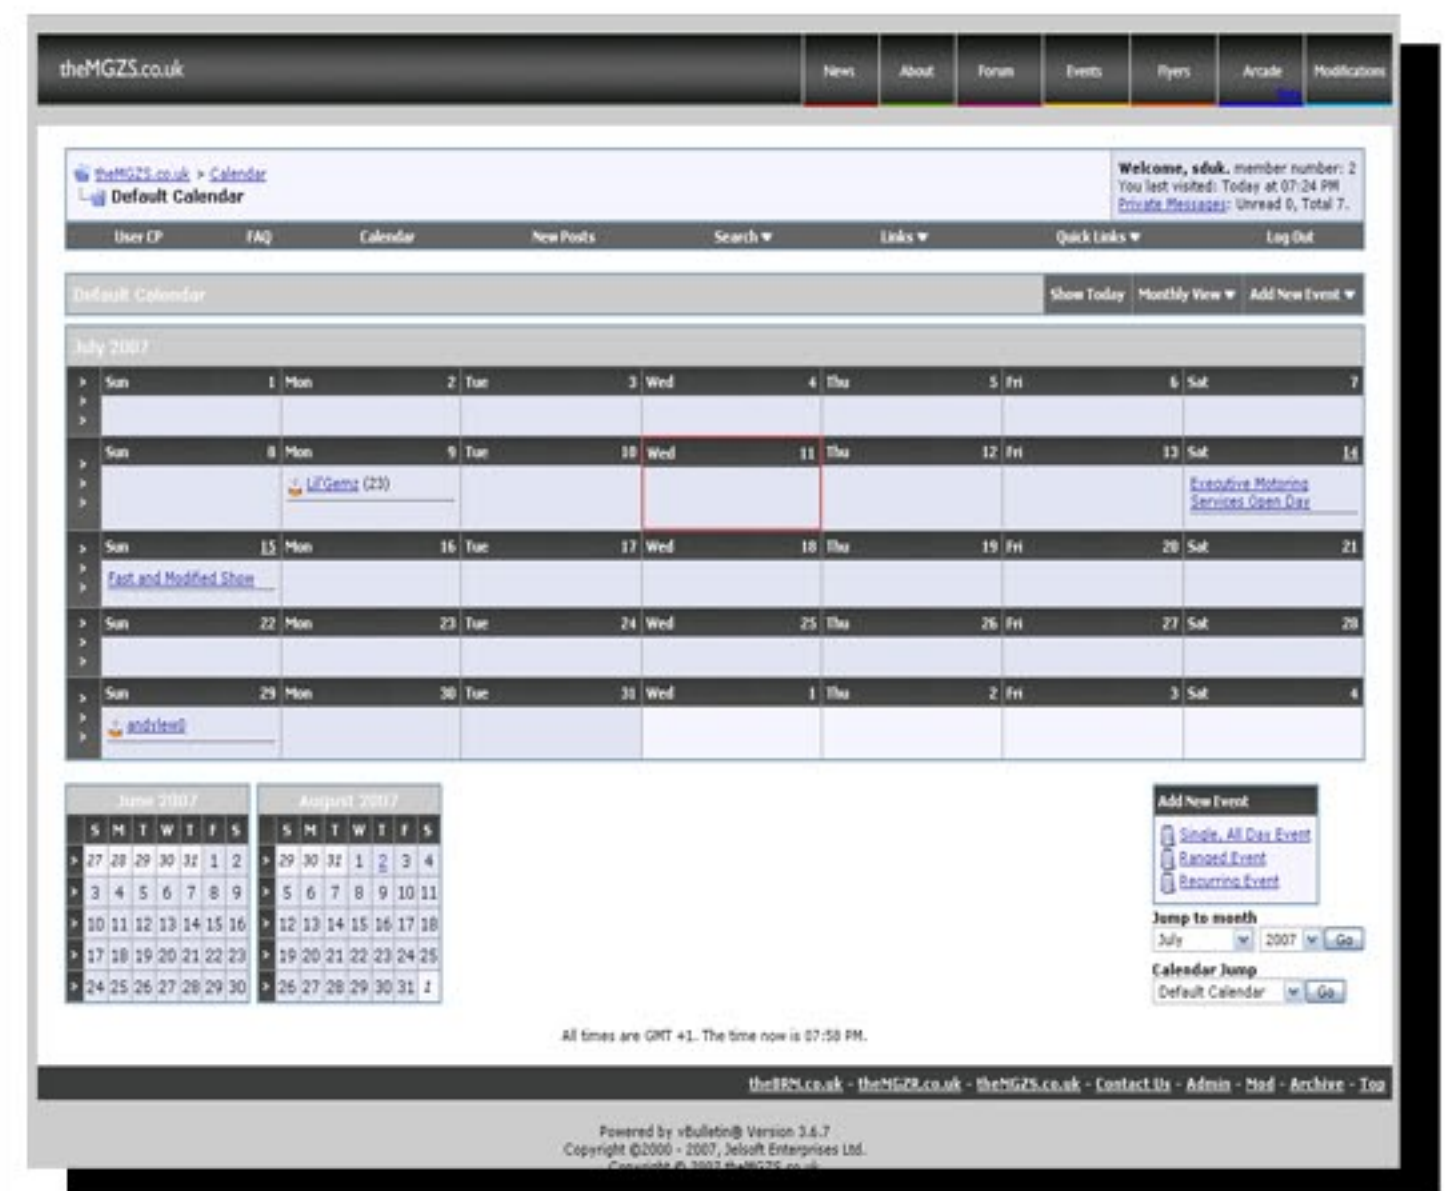 theMGZS.co.uk
News About Forum Events Flyers Arcade Modifications
theMGZS.co.uk > Calendar
Default Calendar
Welcome, sduk. member number: 2
You last visited: Today at 07:24 PM
Private Messages: Unread 0, Total 7.
User CP FAQ Calendar New Posts Search Links Quick Links Log Out
Default Calendar Show Today Monthly View Add New Event
July 2007
> Sun 1 Mon 2 Tue 3 Wed 4 Thu 5 Fri 6 Sat 7
>
>
> Sun 8 Mon 9 Tue 10 Wed 11 Thu 12 Fri 13 Sat 14
> Lil'Gemz (23) Executive Motoring
> Services Open Day
> Sun 15 Mon 16 Tue 17 Wed 18 Thu 19 Fri 20 Sat 21
> Fast and Modified Show
>
> Sun 22 Mon 23 Tue 24 Wed 25 Thu 26 Fri 27 Sat 28
>
>
> Sun 29 Mon 30 Tue 31 Wed 1 Thu 2 Fri 3 Sat 4
> andylew0
>
June 2007
S M T W T F S
> 27 28 29 30 31 1 2
> 3 4 5 6 7 8 9
> 10 11 12 13 14 15 16
> 17 18 19 20 21 22 23
> 24 25 26 27 28 29 30
August 2007
S M T W T F S
> 29 30 31 1 2 3 4
> 5 6 7 8 9 10 11
> 12 13 14 15 16 17 18
> 19 20 21 22 23 24 25
> 26 27 28 29 30 31 1
Add New Event
Single, All Day Event
Ranged Event
Recurring Event
Jump to month
July 2007 Go
Calendar Jump
Default Calendar Go
All times are GMT +1. The time now is 07:58 PM.
theBRM.co.uk - theMGZR.co.uk - theMGZS.co.uk - Contact Us - Admin - Mod - Archive - Top
Powered by vBulletin® Version 3.6.7
Copyright ©2000 - 2007, Jelsoft Enterprises Ltd.
Copyright © 2007 theMGZS.co.uk